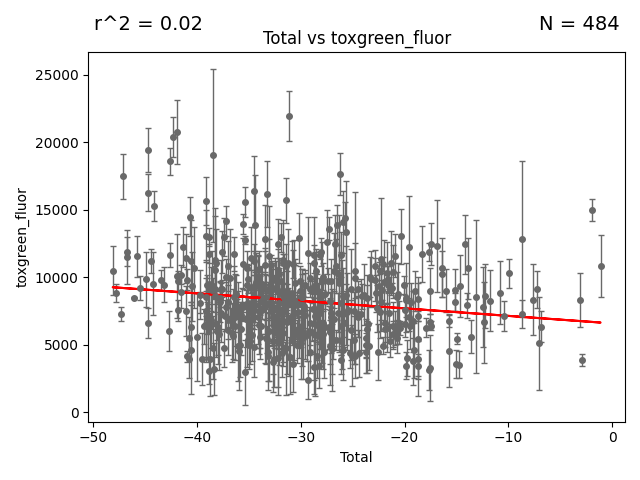 r^2 = 0.02
N = 484
Total vs toxgreen_fluor
25000
20000
15000
10000
5000
0
toxgreen_fluor
−50
−40
−30
−20
−10
0
Total